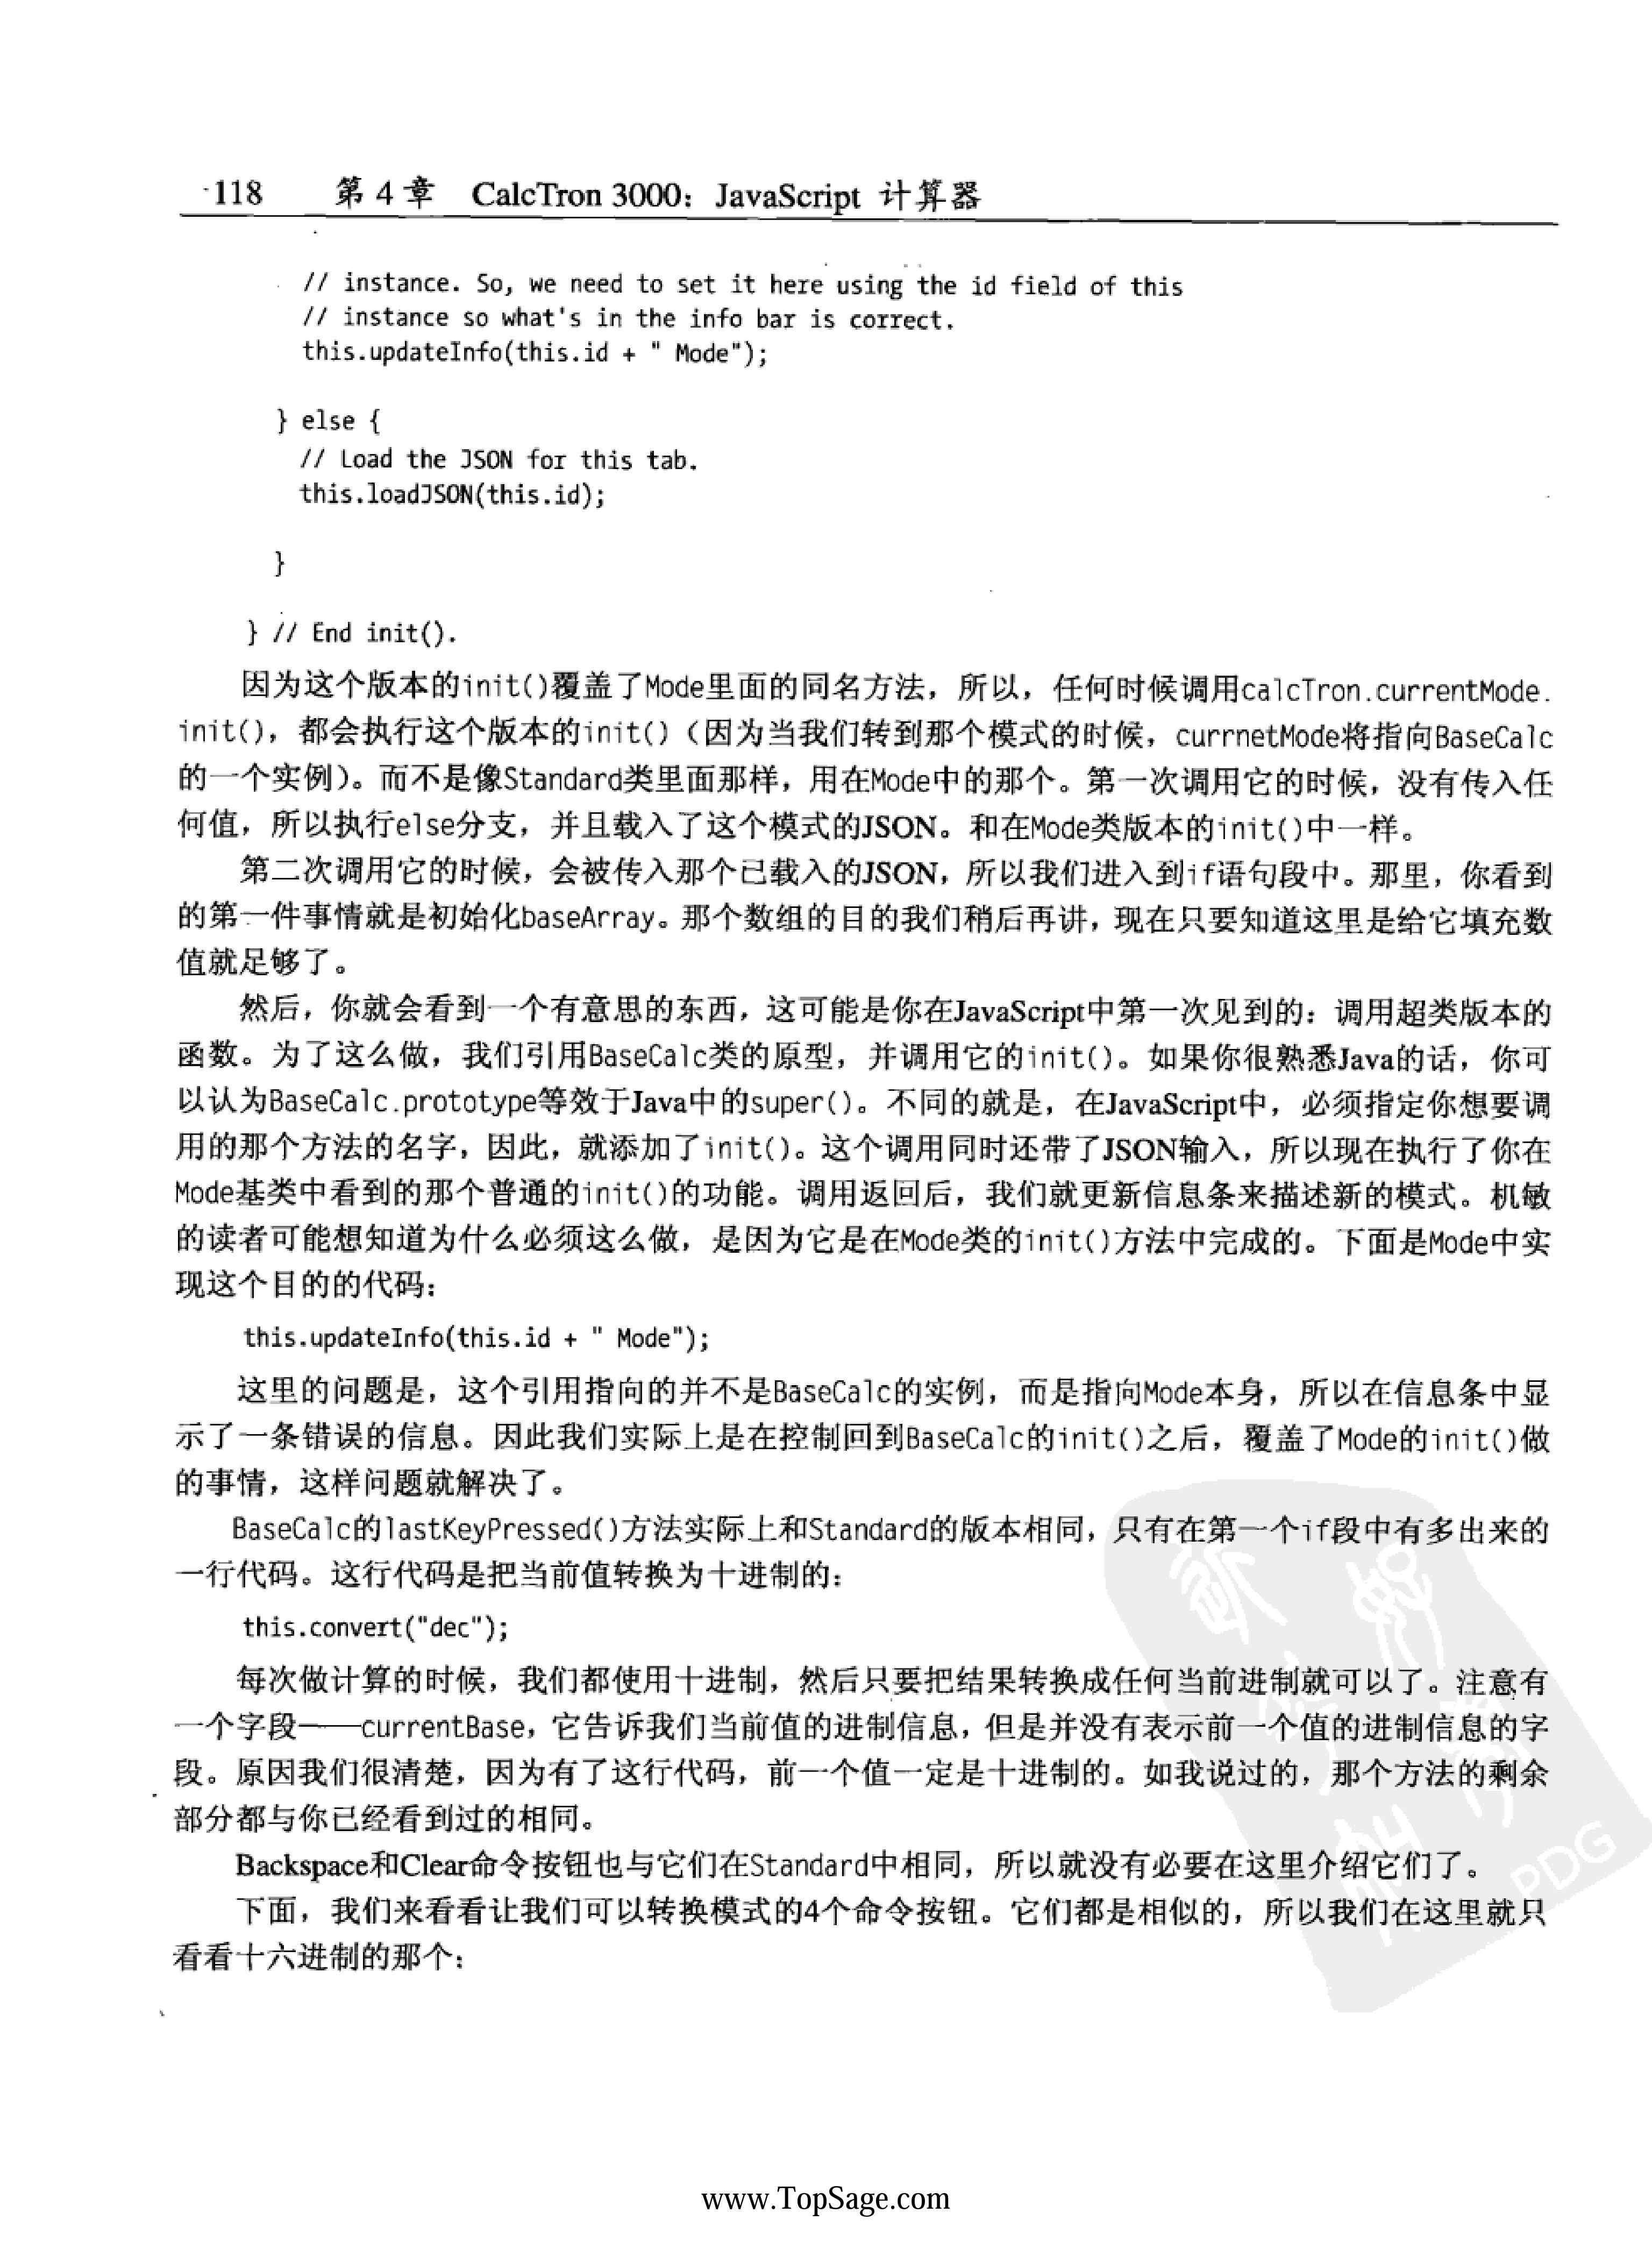 118 第 4 章 CalcTron 3000：JavaScript 计算器
// instance. So, we need to set it here using the id field of this
// instance so what's in the info bar is correct.
this.updateInfo(this.id + " Mode");
} else {
// Load the JSON for this tab.
this.loadJSON(this.id);
}
} // End init().
因为这个版本的init()覆盖了Mode里面的同名方法，所以，任何时候调用calcTron.currentMode.
init()，都会执行这个版本的init()（因为当我们转到那个模式的时候，currnetMode将指向BaseCalc
的一个实例）。而不是像Standard类里面那样，用在Mode中的那个。第一次调用它的时候，没有传入任
何值，所以执行else分支，并且载入了这个模式的JSON。和在Mode类版本的init()中一样。
第二次调用它的时候，会被传入那个已载入的JSON，所以我们进入到if语句段中。那里，你看到
的第一件事情就是初始化baseArray。那个数组的目的我们稍后再讲，现在只要知道这里是给它填充数
值就足够了。
然后，你就会看到一个有意思的东西，这可能是你在JavaScript中第一次见到的：调用超类版本的
函数。为了这么做，我们引用BaseCalc类的原型，并调用它的init()。如果你很熟悉Java的话，你可
以认为BaseCalc.prototype等效于Java中的super()。不同的就是，在JavaScript中，必须指定你想要调
用的那个方法的名字，因此，就添加了init()。这个调用同时还带了JSON输入，所以现在执行了你在
Mode基类中看到的那个普通的init()的功能。调用返回后，我们就更新信息条来描述新的模式。机敏
的读者可能想知道为什么必须这么做，是因为它是在Mode类的init()方法中完成的。下面是Mode中实
现这个目的的代码：
this.updateInfo(this.id + " Mode");
这里的问题是，这个引用指向的并不是BaseCalc的实例，而是指向Mode本身，所以在信息条中显
示了一条错误的信息。因此我们实际上是在控制回到BaseCalc的init()之后，覆盖了Mode的init()做
的事情，这样问题就解决了。
BaseCalc的lastKeyPressed()方法实际上和Standard的版本相同，只有在第一个if段中有多出来的
一行代码。这行代码是把当前值转换为十进制的：
this.convert("dec");
每次做计算的时候，我们都使用十进制，然后只要把结果转换成任何当前进制就可以了。注意有
一个字段——currentBase，它告诉我们当前值的进制信息，但是并没有表示前一个值的进制信息的字
段。原因我们很清楚，因为有了这行代码，前一个值一定是十进制的。如我说过的，那个方法的剩余
部分都与你已经看到过的相同。
Backspace和Clear命令按钮也与它们在Standard中相同，所以就没有必要在这里介绍它们了。
下面，我们来看看让我们可以转换模式的4个命令按钮。它们都是相似的，所以我们在这里就只
看看十六进制的那个：
PDG
www.TopSage.com